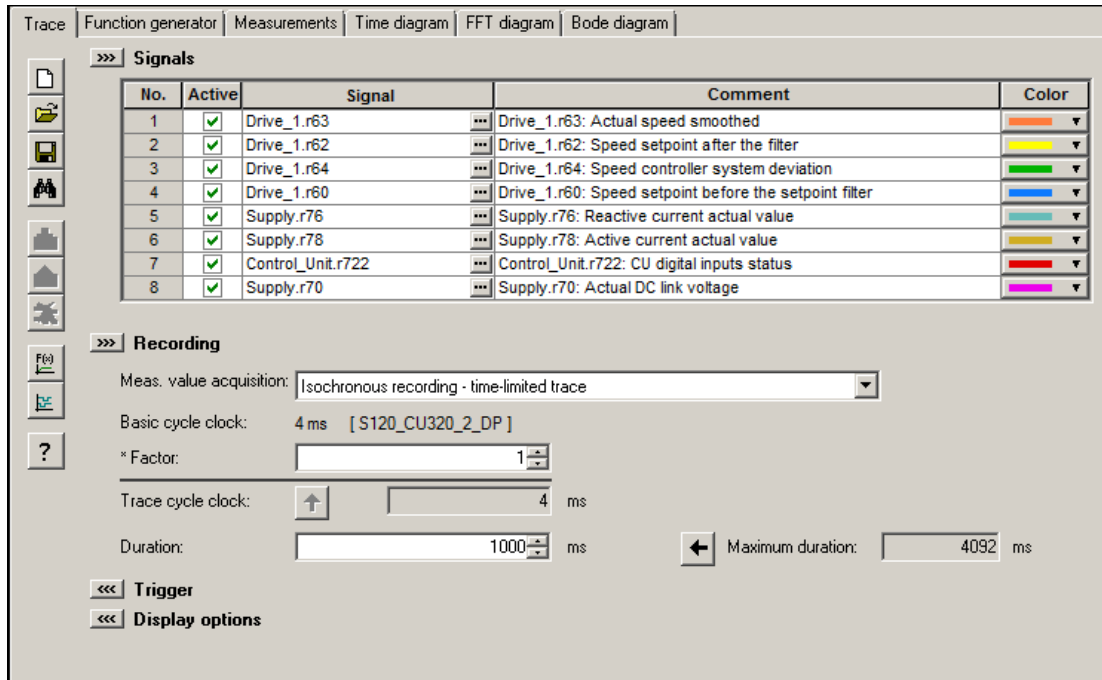 Trace Function generator Measurements Time diagram FFT diagram Bode diagram
>>> Signals
No. Active Signal Comment Color
1 Drive_1.r63 ... Drive_1.r63: Actual speed smoothed
2 Drive_1.r62 ... Drive_1.r62: Speed setpoint after the filter
3 Drive_1.r64 ... Drive_1.r64: Speed controller system deviation
4 Drive_1.r60 ... Drive_1.r60: Speed setpoint before the setpoint filter
5 Supply.r76 ... Supply.r76: Reactive current actual value
6 Supply.r78 ... Supply.r78: Active current actual value
7 Control_Unit.r722 ... Control_Unit.r722: CU digital inputs status
8 Supply.r70 ... Supply.r70: Actual DC link voltage
>>> Recording
F(x)
Meas. value acquisition: Isochronous recording - time-limited trace
Basic cycle clock: 4 ms [ S120_CU320_2_DP ]
?
* Factor: 1
Trace cycle clock: 4 ms
Duration: 1000 ms Maximum duration: 4092 ms
<<< Trigger
<<< Display options